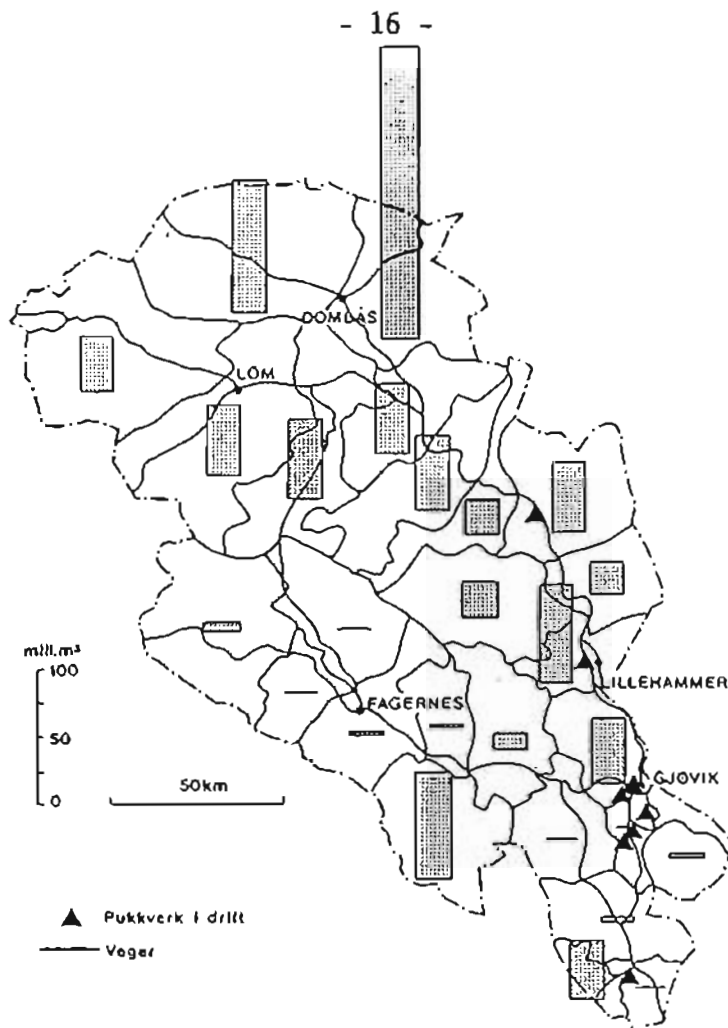 - 16 -
DOMBÅS
LOM
mill.m³
100
50
0
50km
FAGERNES
LILLEHAMMER
GJØVIK
Pukkverk i drift
Veger